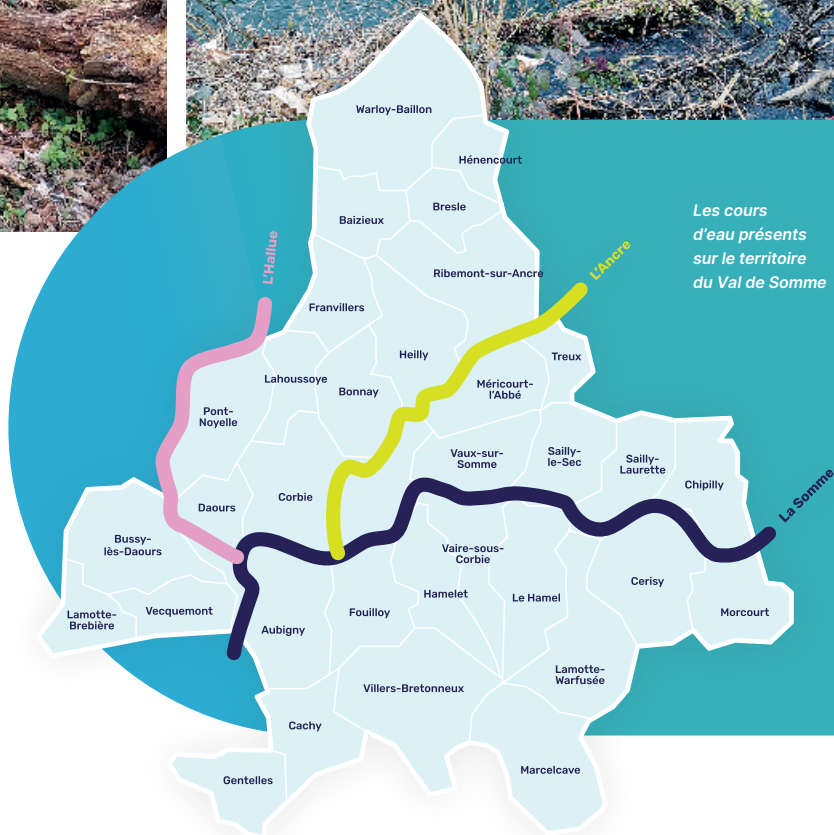 Warloy-Baillon
Hénencourt
Bresle
Baizieux
Les cours
d’eau présents
sur le territoire
du Val de Somme
L’Hallue
L’Ancre
Ribemont-sur-Ancre
Franvillers
Heilly
Treux
Lahoussoye
Bonnay
Méricourt-
l’Abbé
Pont-
Noyelle
Vaux-sur-
Somme
Sailly-
le-Sec
Sailly-
Laurette
Chipilly
La Somme
Corbie
Daours
Bussy-
lès-Daours
Vaire-sous-
Corbie
Hamelet
Le Hamel
Cerisy
Morcourt
Lamotte-
Brebière
Vecquemont
Fouilloy
Aubigny
Lamotte-
Warfusée
Villers-Bretonneux
Cachy
Marcelcave
Gentelles